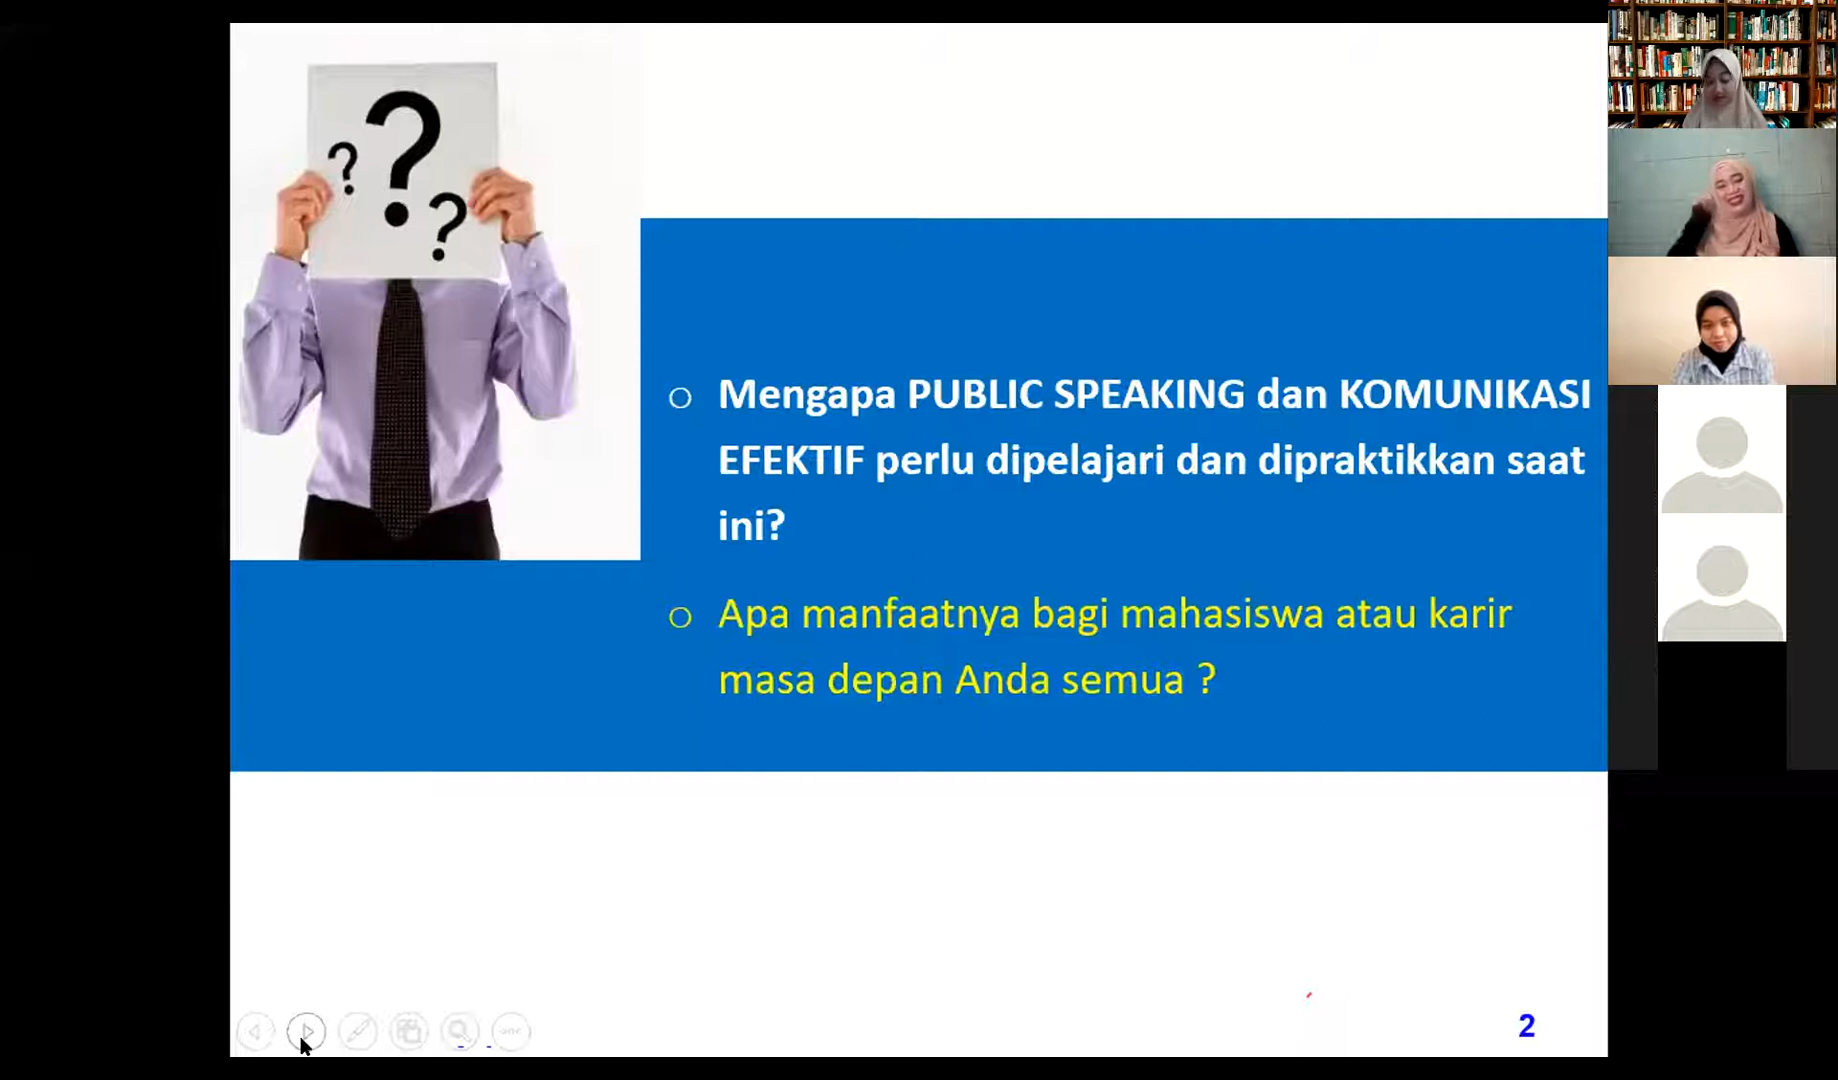 ?
?
?
○ Mengapa PUBLIC SPEAKING dan KOMUNIKASI
EFEKTIF perlu dipelajari dan dipraktikkan saat
ini?
○ Apa manfaatnya bagi mahasiswa atau karir
masa depan Anda semua ?
2